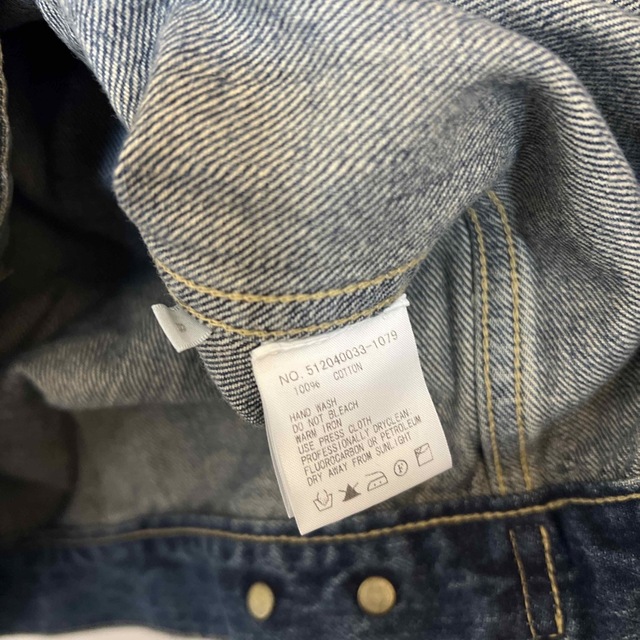 NO. 512040033-1079
100% COTTON
HAND WASH
DO NOT BLEACH
WARM IRON
USE PRESS CLOTH
PROFESSIONALLY DRYCLEAN
FLUOROCARBON OR PETROLEUM
DRY AWAY FROM SUNLIGHT
F